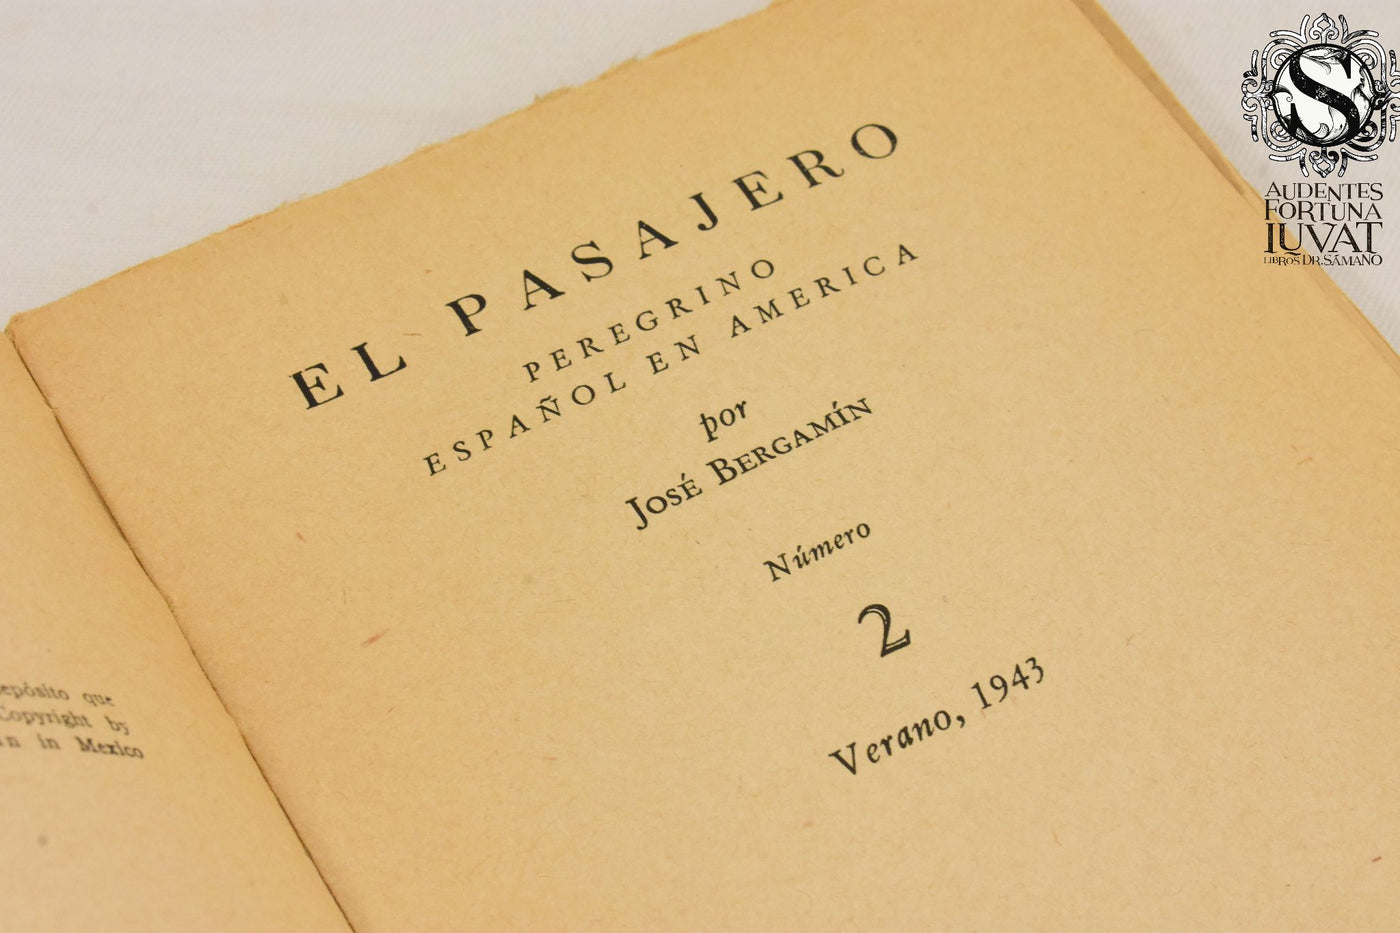 EL PASAJERO
PEREGRINO
ESPAÑOL EN AMERICA
por
JOSÉ BERGAMÍN
Número
2
Verano, 1943
que
Copyright by
in Mexico
S
AUDENTES
FORTUNA
IUVAT
LIBROS DR. SÁMANO